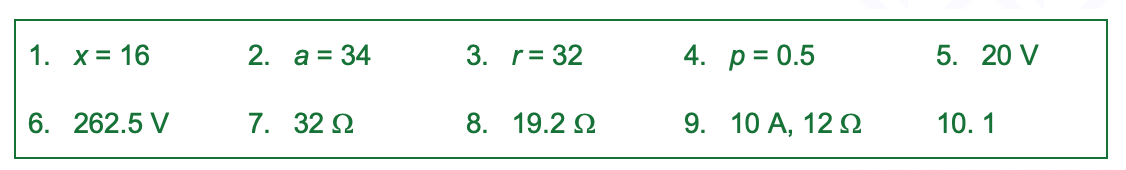 1. x = 16 2. a = 34 3. r = 32 4. p = 0.5 5. 20 V
6. 262.5 V 7. 32 Ω 8. 19.2 Ω 9. 10 A, 12 Ω 10. 1